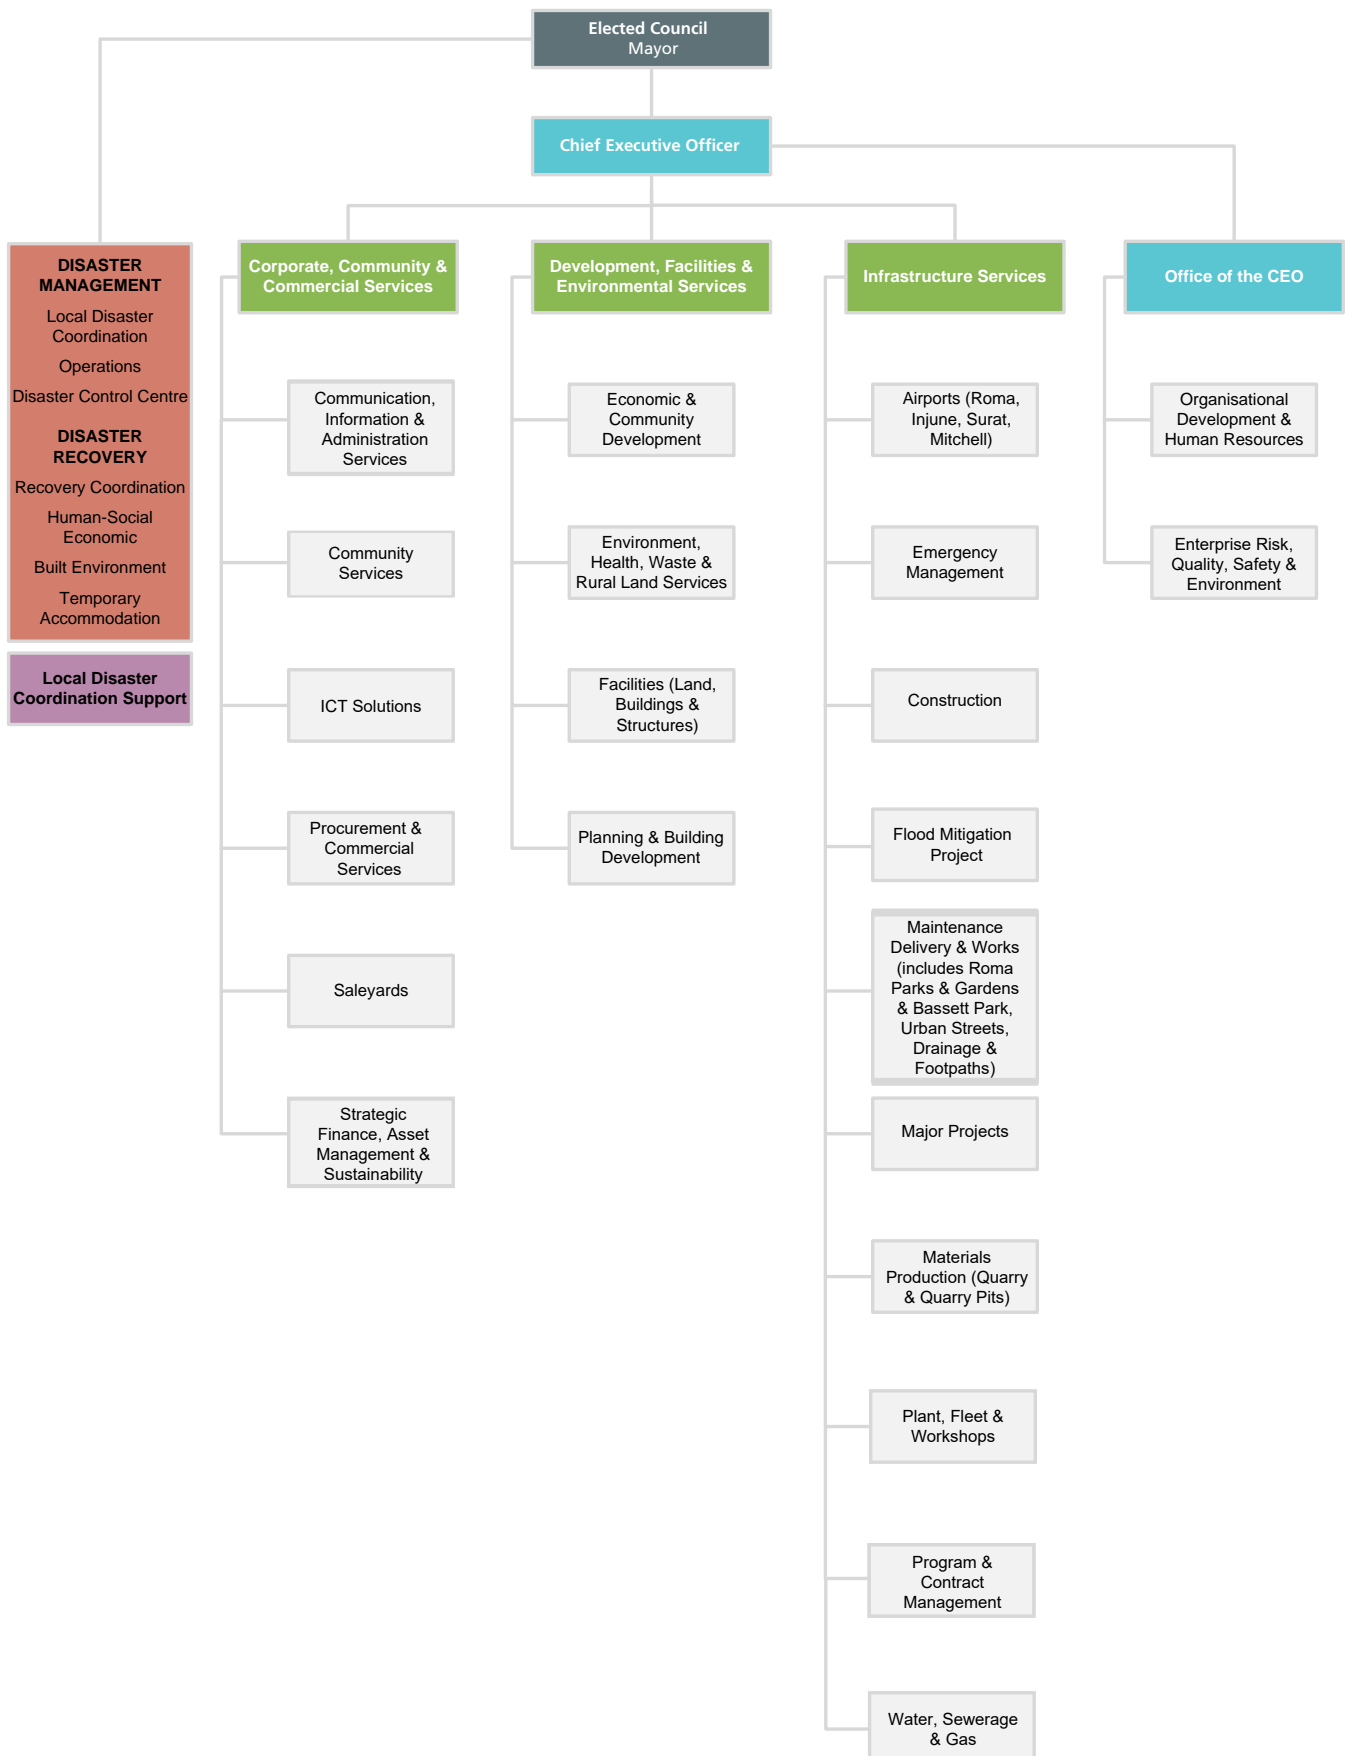 Elected Council
Mayor
Chief Executive Officer
DISASTER
MANAGEMENT
Local Disaster
Coordination
Operations
Disaster Control Centre
DISASTER
RECOVERY
Recovery Coordination
Human-Social
Economic
Built Environment
Temporary
Accommodation
Local Disaster
Coordination Support
Corporate, Community &
Commercial Services
Communication,
Information &
Administration
Services
Community
Services
ICT Solutions
Procurement &
Commercial
Services
Saleyards
Strategic
Finance, Asset
Management &
Sustainability
Development, Facilities &
Environmental Services
Economic &
Community
Development
Environment,
Health, Waste &
Rural Land Services
Facilities (Land,
Buildings &
Structures)
Planning & Building
Development
Infrastructure Services
Airports (Roma,
Injune, Surat,
Mitchell)
Emergency
Management
Construction
Flood Mitigation
Project
Maintenance
Delivery & Works
(includes Roma
Parks & Gardens
& Bassett Park,
Urban Streets,
Drainage &
Footpaths)
Major Projects
Materials
Production (Quarry
& Quarry Pits)
Plant, Fleet &
Workshops
Program &
Contract
Management
Water, Sewerage
& Gas
Office of the CEO
Organisational
Development &
Human Resources
Enterprise Risk,
Quality, Safety &
Environment